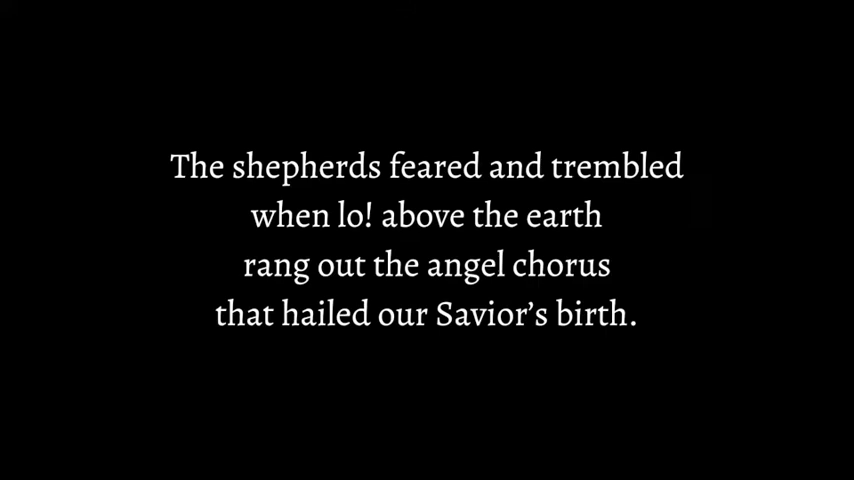 The shepherds feared and trembled
when lo! above the earth
rang out the angel chorus
that hailed our Savior’s birth.